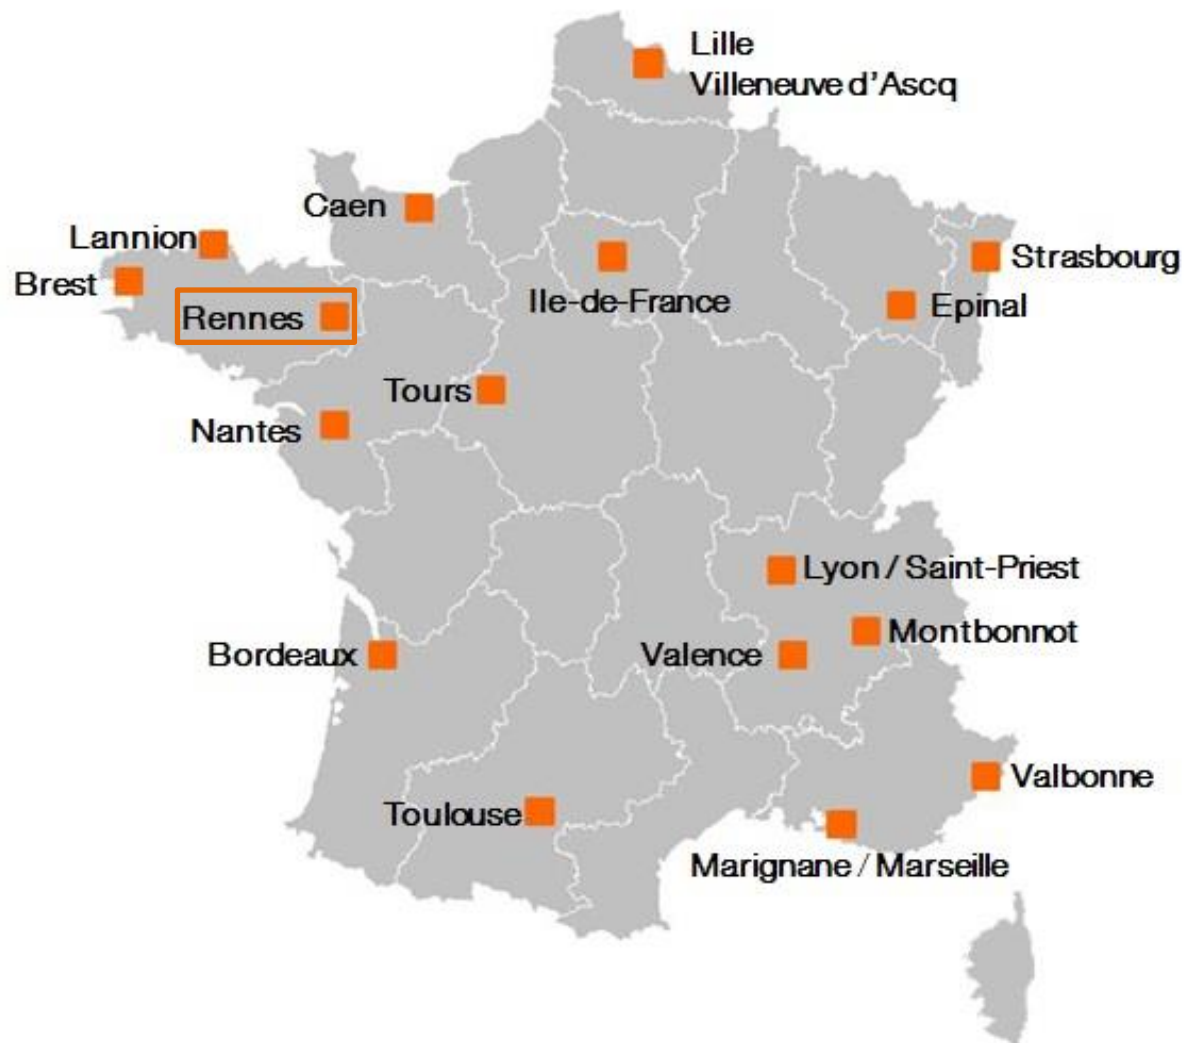 Lille
Villeneuve d'Ascq
Caen
Lannion
Strasbourg
Brest
Ile-de-France
Epinal
Rennes
Tours
Nantes
Lyon / Saint-Priest
Montbonnot
Bordeaux
Valence
Valbonne
Toulouse
Marignane / Marseille